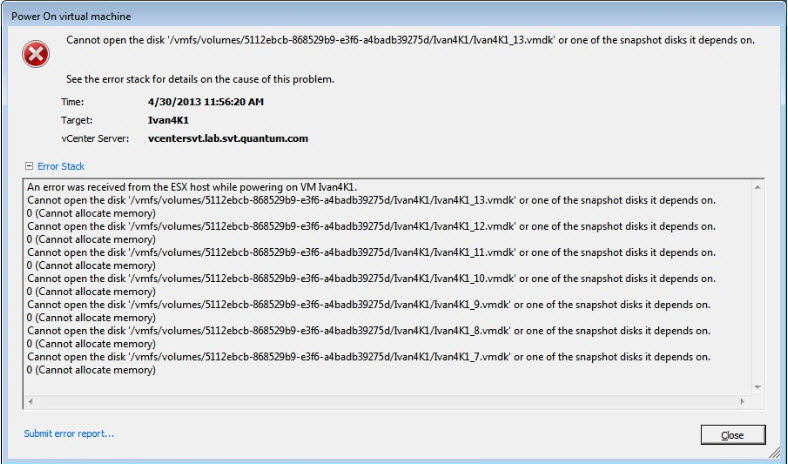 Power On virtual machine
Cannot open the disk '/vmfs/volumes/5112ebcb-868529b9-e3f6-a4badb39275d/Ivan4K1/Ivan4K1_13.vmdk' or one of the snapshot disks it depends on.
See the error stack for details on the cause of this problem.
Time: 4/30/2013 11:56:20 AM
Target: Ivan4K1
vCenter Server: vcentersvt.lab.svt.quantum.com
Error Stack
An error was received from the ESX host while powering on VM Ivan4K1.
Cannot open the disk '/vmfs/volumes/5112ebcb-868529b9-e3f6-a4badb39275d/Ivan4K1/Ivan4K1_13.vmdk' or one of the snapshot disks it depends on.
0 (Cannot allocate memory)
Cannot open the disk '/vmfs/volumes/5112ebcb-868529b9-e3f6-a4badb39275d/Ivan4K1/Ivan4K1_12.vmdk' or one of the snapshot disks it depends on.
0 (Cannot allocate memory)
Cannot open the disk '/vmfs/volumes/5112ebcb-868529b9-e3f6-a4badb39275d/Ivan4K1/Ivan4K1_11.vmdk' or one of the snapshot disks it depends on.
0 (Cannot allocate memory)
Cannot open the disk '/vmfs/volumes/5112ebcb-868529b9-e3f6-a4badb39275d/Ivan4K1/Ivan4K1_10.vmdk' or one of the snapshot disks it depends on.
0 (Cannot allocate memory)
Cannot open the disk '/vmfs/volumes/5112ebcb-868529b9-e3f6-a4badb39275d/Ivan4K1/Ivan4K1_9.vmdk' or one of the snapshot disks it depends on.
0 (Cannot allocate memory)
Cannot open the disk '/vmfs/volumes/5112ebcb-868529b9-e3f6-a4badb39275d/Ivan4K1/Ivan4K1_8.vmdk' or one of the snapshot disks it depends on.
0 (Cannot allocate memory)
Cannot open the disk '/vmfs/volumes/5112ebcb-868529b9-e3f6-a4badb39275d/Ivan4K1/Ivan4K1_7.vmdk' or one of the snapshot disks it depends on.
0 (Cannot allocate memory)
Submit error report...
Close